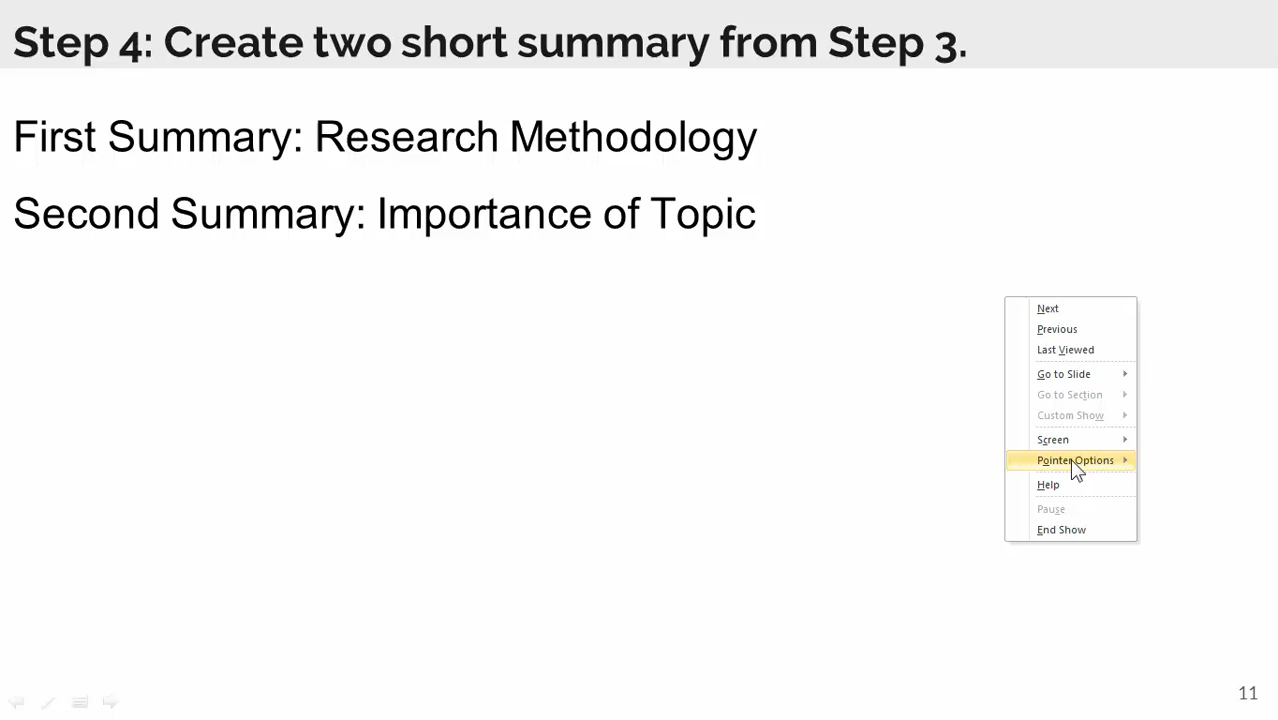 Step 4: Create two short summary from Step 3.
First Summary: Research Methodology
Second Summary: Importance of Topic
Next
Previous
Last Viewed
Go to Slide
Go to Section
Custom Show
Screen
Pointer Options
Help
Pause
End Show
11